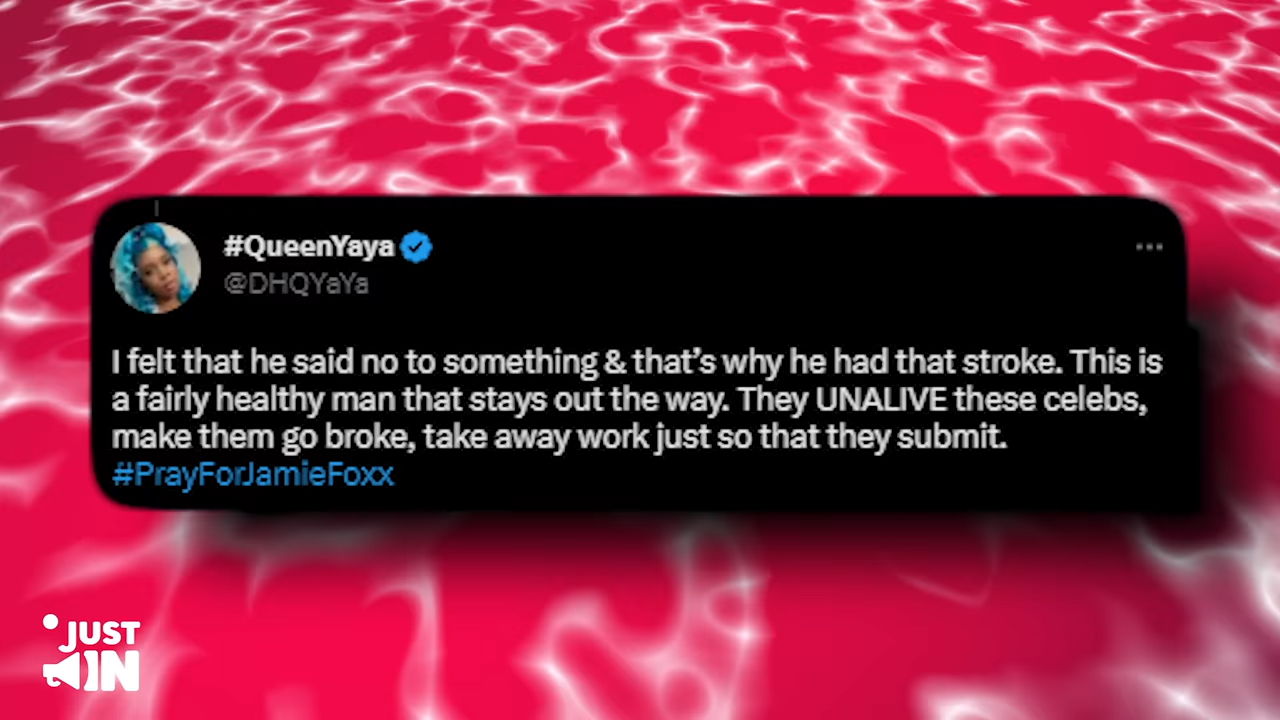 #QueenYaya
@DHQYaYa
I felt that he said no to something & that's why he had that stroke. This is
a fairly healthy man that stays out the way. They UNALIVE these celebs,
make them go broke, take away work just so that they submit.
#PrayForJamieFoxx
JUST
IN